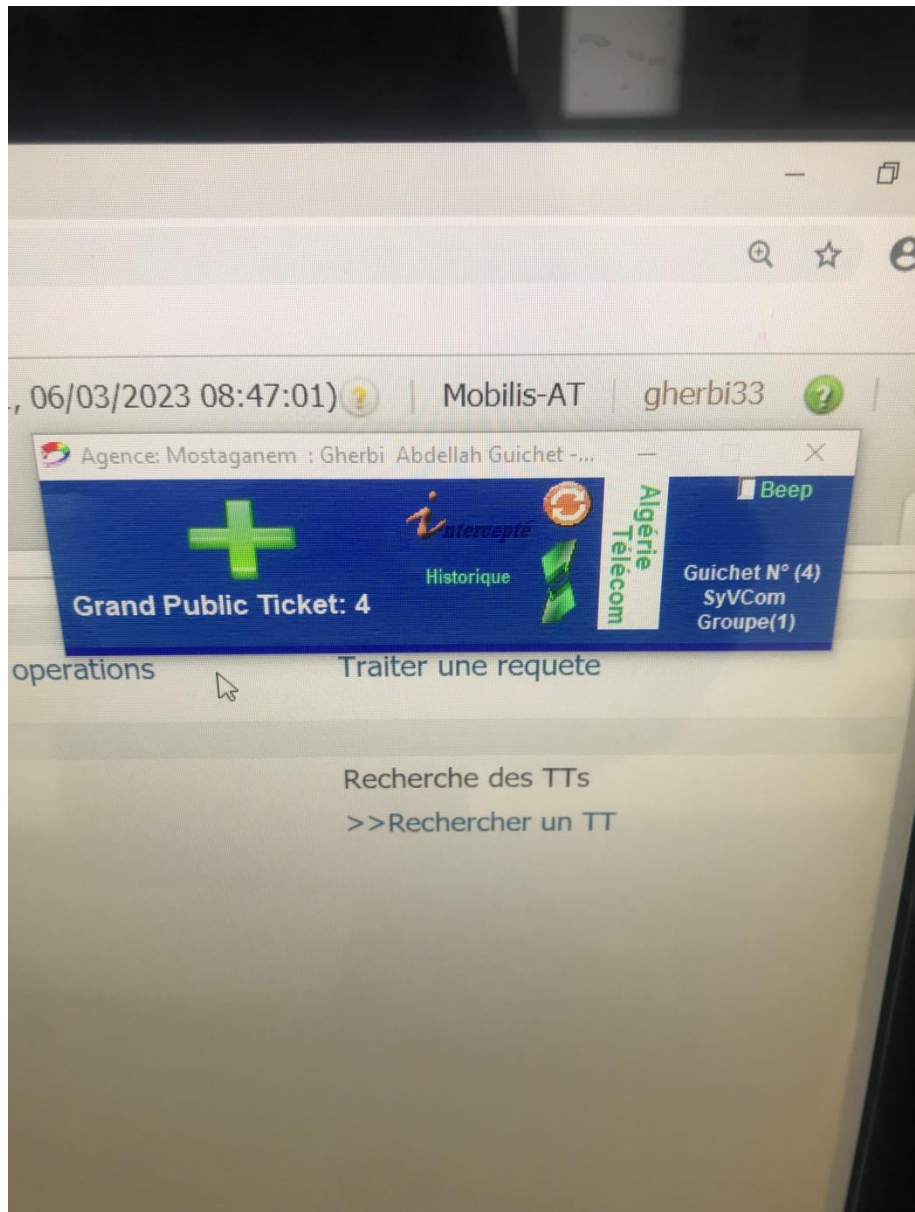 , 06/03/2023 08:47:01)
Mobilis-AT
gherbi33
Agence: Mostaganem : Gherbi Abdellah Guichet -...
Beep
intercepté
Historique
Algérie
Télécom
Grand Public Ticket: 4
Guichet N° (4)
SyVCom
Groupe(1)
operations
Traiter une requete
Recherche des TTs
>>Rechercher un TT